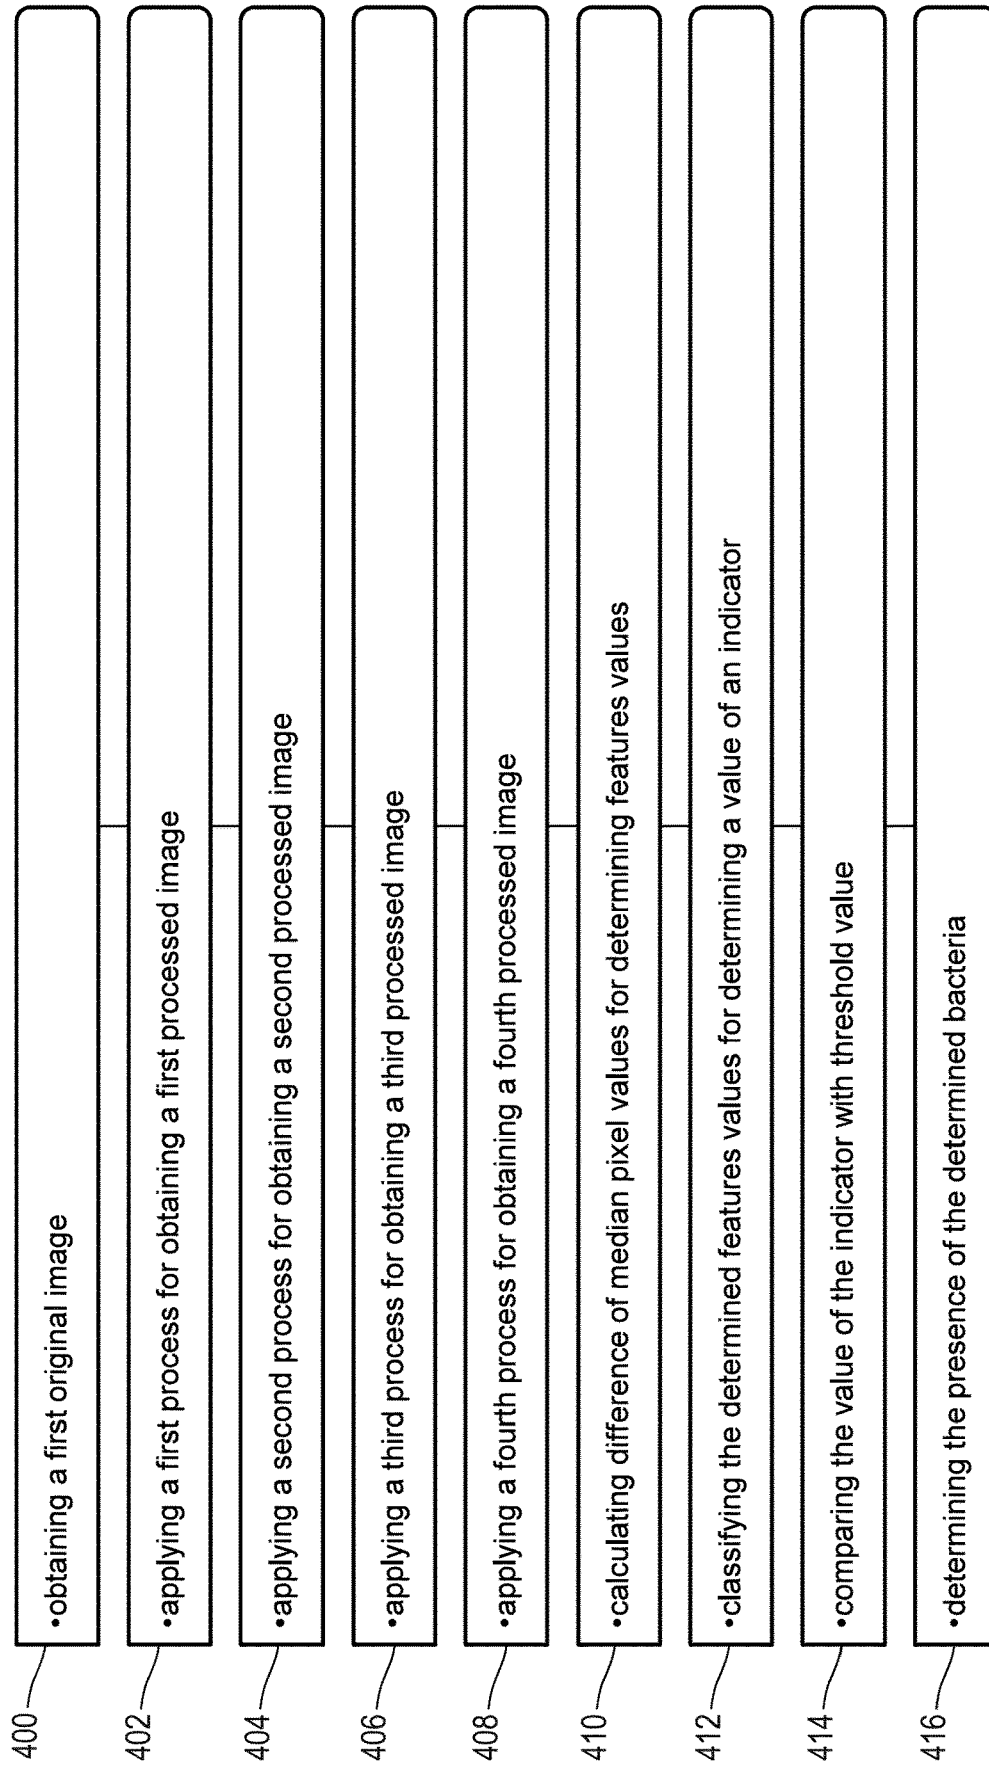 400 •obtaining a first original image
402 •applying a first process for obtaining a first processed image
404 •applying a second process for obtaining a second processed image
406 •applying a third process for obtaining a third processed image
408 •applying a fourth process for obtaining a fourth processed image
410 •calculating difference of median pixel values for determining features values
412 •classifying the determined features values for determining a value of an indicator
414 •comparing the value of the indicator with threshold value
416 •determining the presence of the determined bacteria